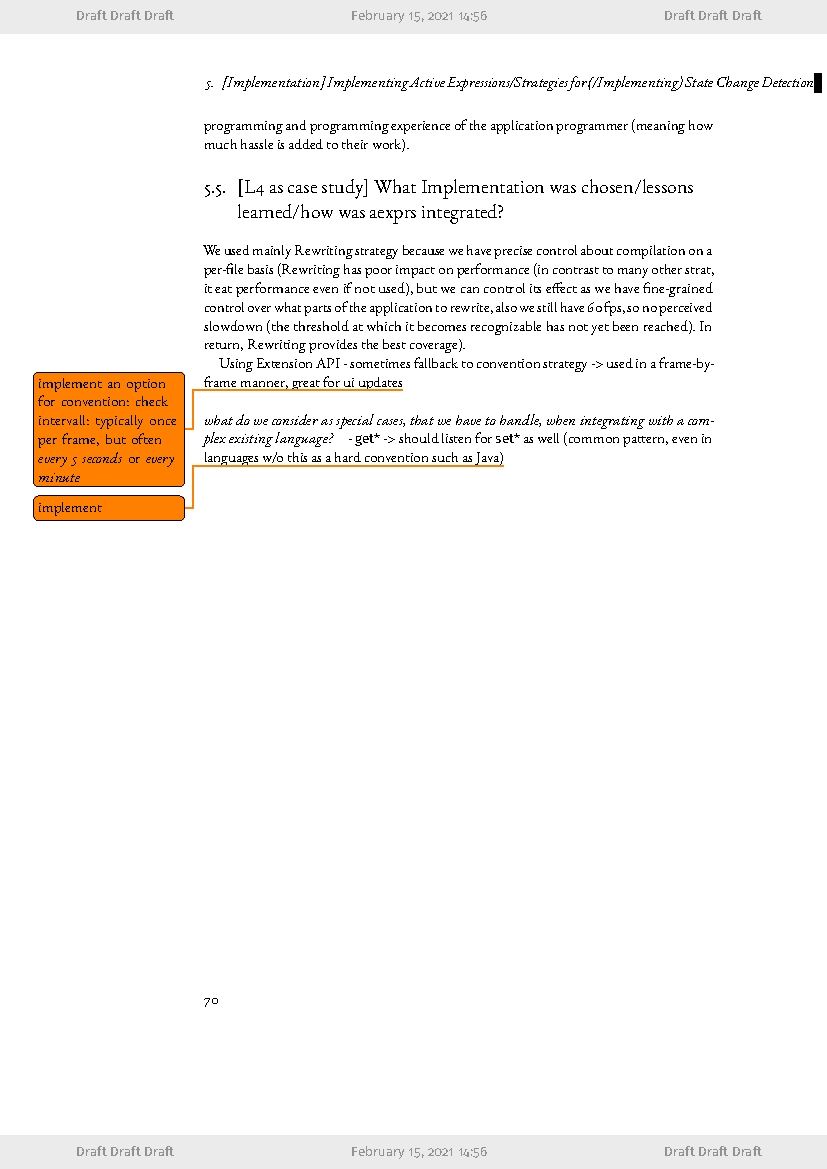 Draft Draft Draft February 15, 2021 14:56 Draft Draft Draft
5. [Implementation] Implementing Active Expressions/Strategies for (/Implementing) State Change Detection
programming and programming experience of the application programmer (meaning how
much hassle is added to their work).
5.5. [L4 as case study] What Implementation was chosen/lessons
learned/how was aexprs integrated?
We used mainly Rewriting strategy because we have precise control about compilation on a
per-file basis (Rewriting has poor impact on performance (in contrast to many other strat,
it eat performance even if not used), but we can control its effect as we have fine-grained
control over what parts of the application to rewrite, also we still have 60fps, so no perceived
slowdown (the threshold at which it becomes recognizable has not yet been reached). In
return, Rewriting provides the best coverage).
Using Extension API - sometimes fallback to convention strategy -> used in a frame-by-
frame manner, great for ui updates
implement an option
for convention: check
intervall: typically once
per frame, but often
every 5 seconds or every
minute
what do we consider as special cases, that we have to handle, when integrating with a com-
plex existing language? - get* -> should listen for set* as well (common pattern, even in
languages w/o this as a hard convention such as Java)
implement
70
Draft Draft Draft February 15, 2021 14:56 Draft Draft Draft